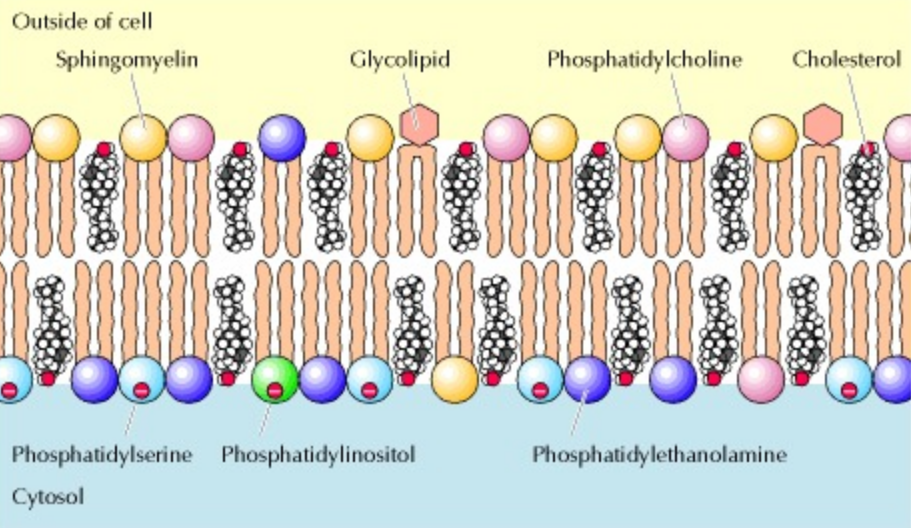 Outside of cell
Sphingomyelin
Glycolipid
Phosphatidylcholine
Cholesterol
Phosphatidylserine
Phosphatidylinositol
Phosphatidylethanolamine
Cytosol